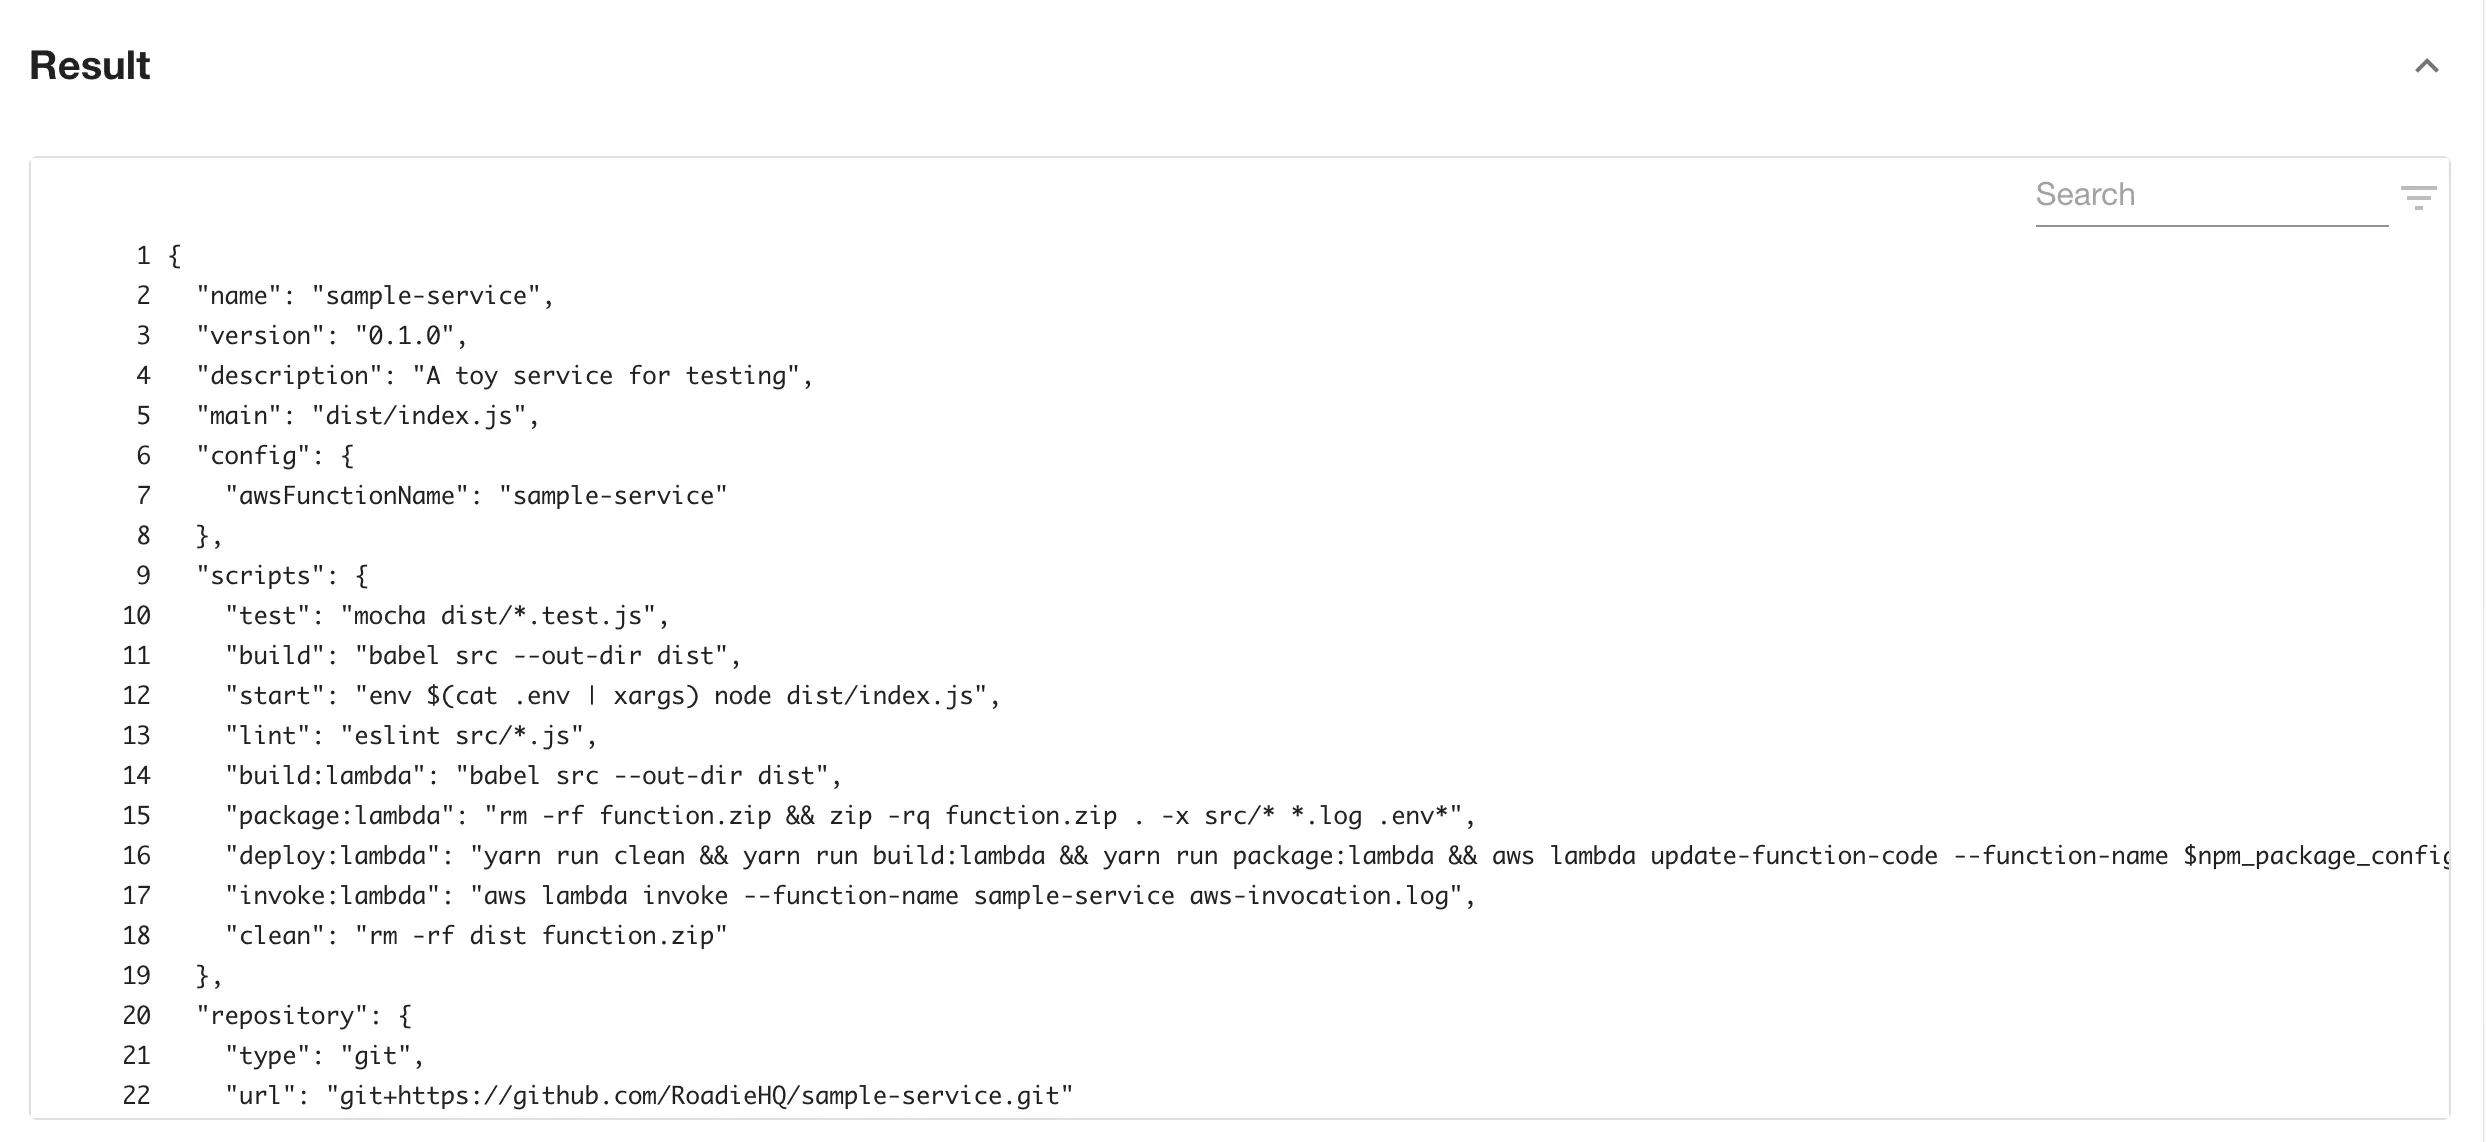 Result
Search
1 {
2   "name": "sample-service",
3   "version": "0.1.0",
4   "description": "A toy service for testing",
5   "main": "dist/index.js",
6   "config": {
7     "awsFunctionName": "sample-service"
8   },
9   "scripts": {
10     "test": "mocha dist/*.test.js",
11     "build": "babel src --out-dir dist",
12     "start": "env $(cat .env | xargs) node dist/index.js",
13     "lint": "eslint src/*.js",
14     "build:lambda": "babel src --out-dir dist",
15     "package:lambda": "rm -rf function.zip && zip -rq function.zip . -x src/* *.log .env*",
16     "deploy:lambda": "yarn run clean && yarn run build:lambda && yarn run package:lambda && aws lambda update-function-code --function-name $npm_package_config
17     "invoke:lambda": "aws lambda invoke --function-name sample-service aws-invocation.log",
18     "clean": "rm -rf dist function.zip"
19   },
20   "repository": {
21     "type": "git",
22     "url": "git+https://github.com/RoadieHQ/sample-service.git"